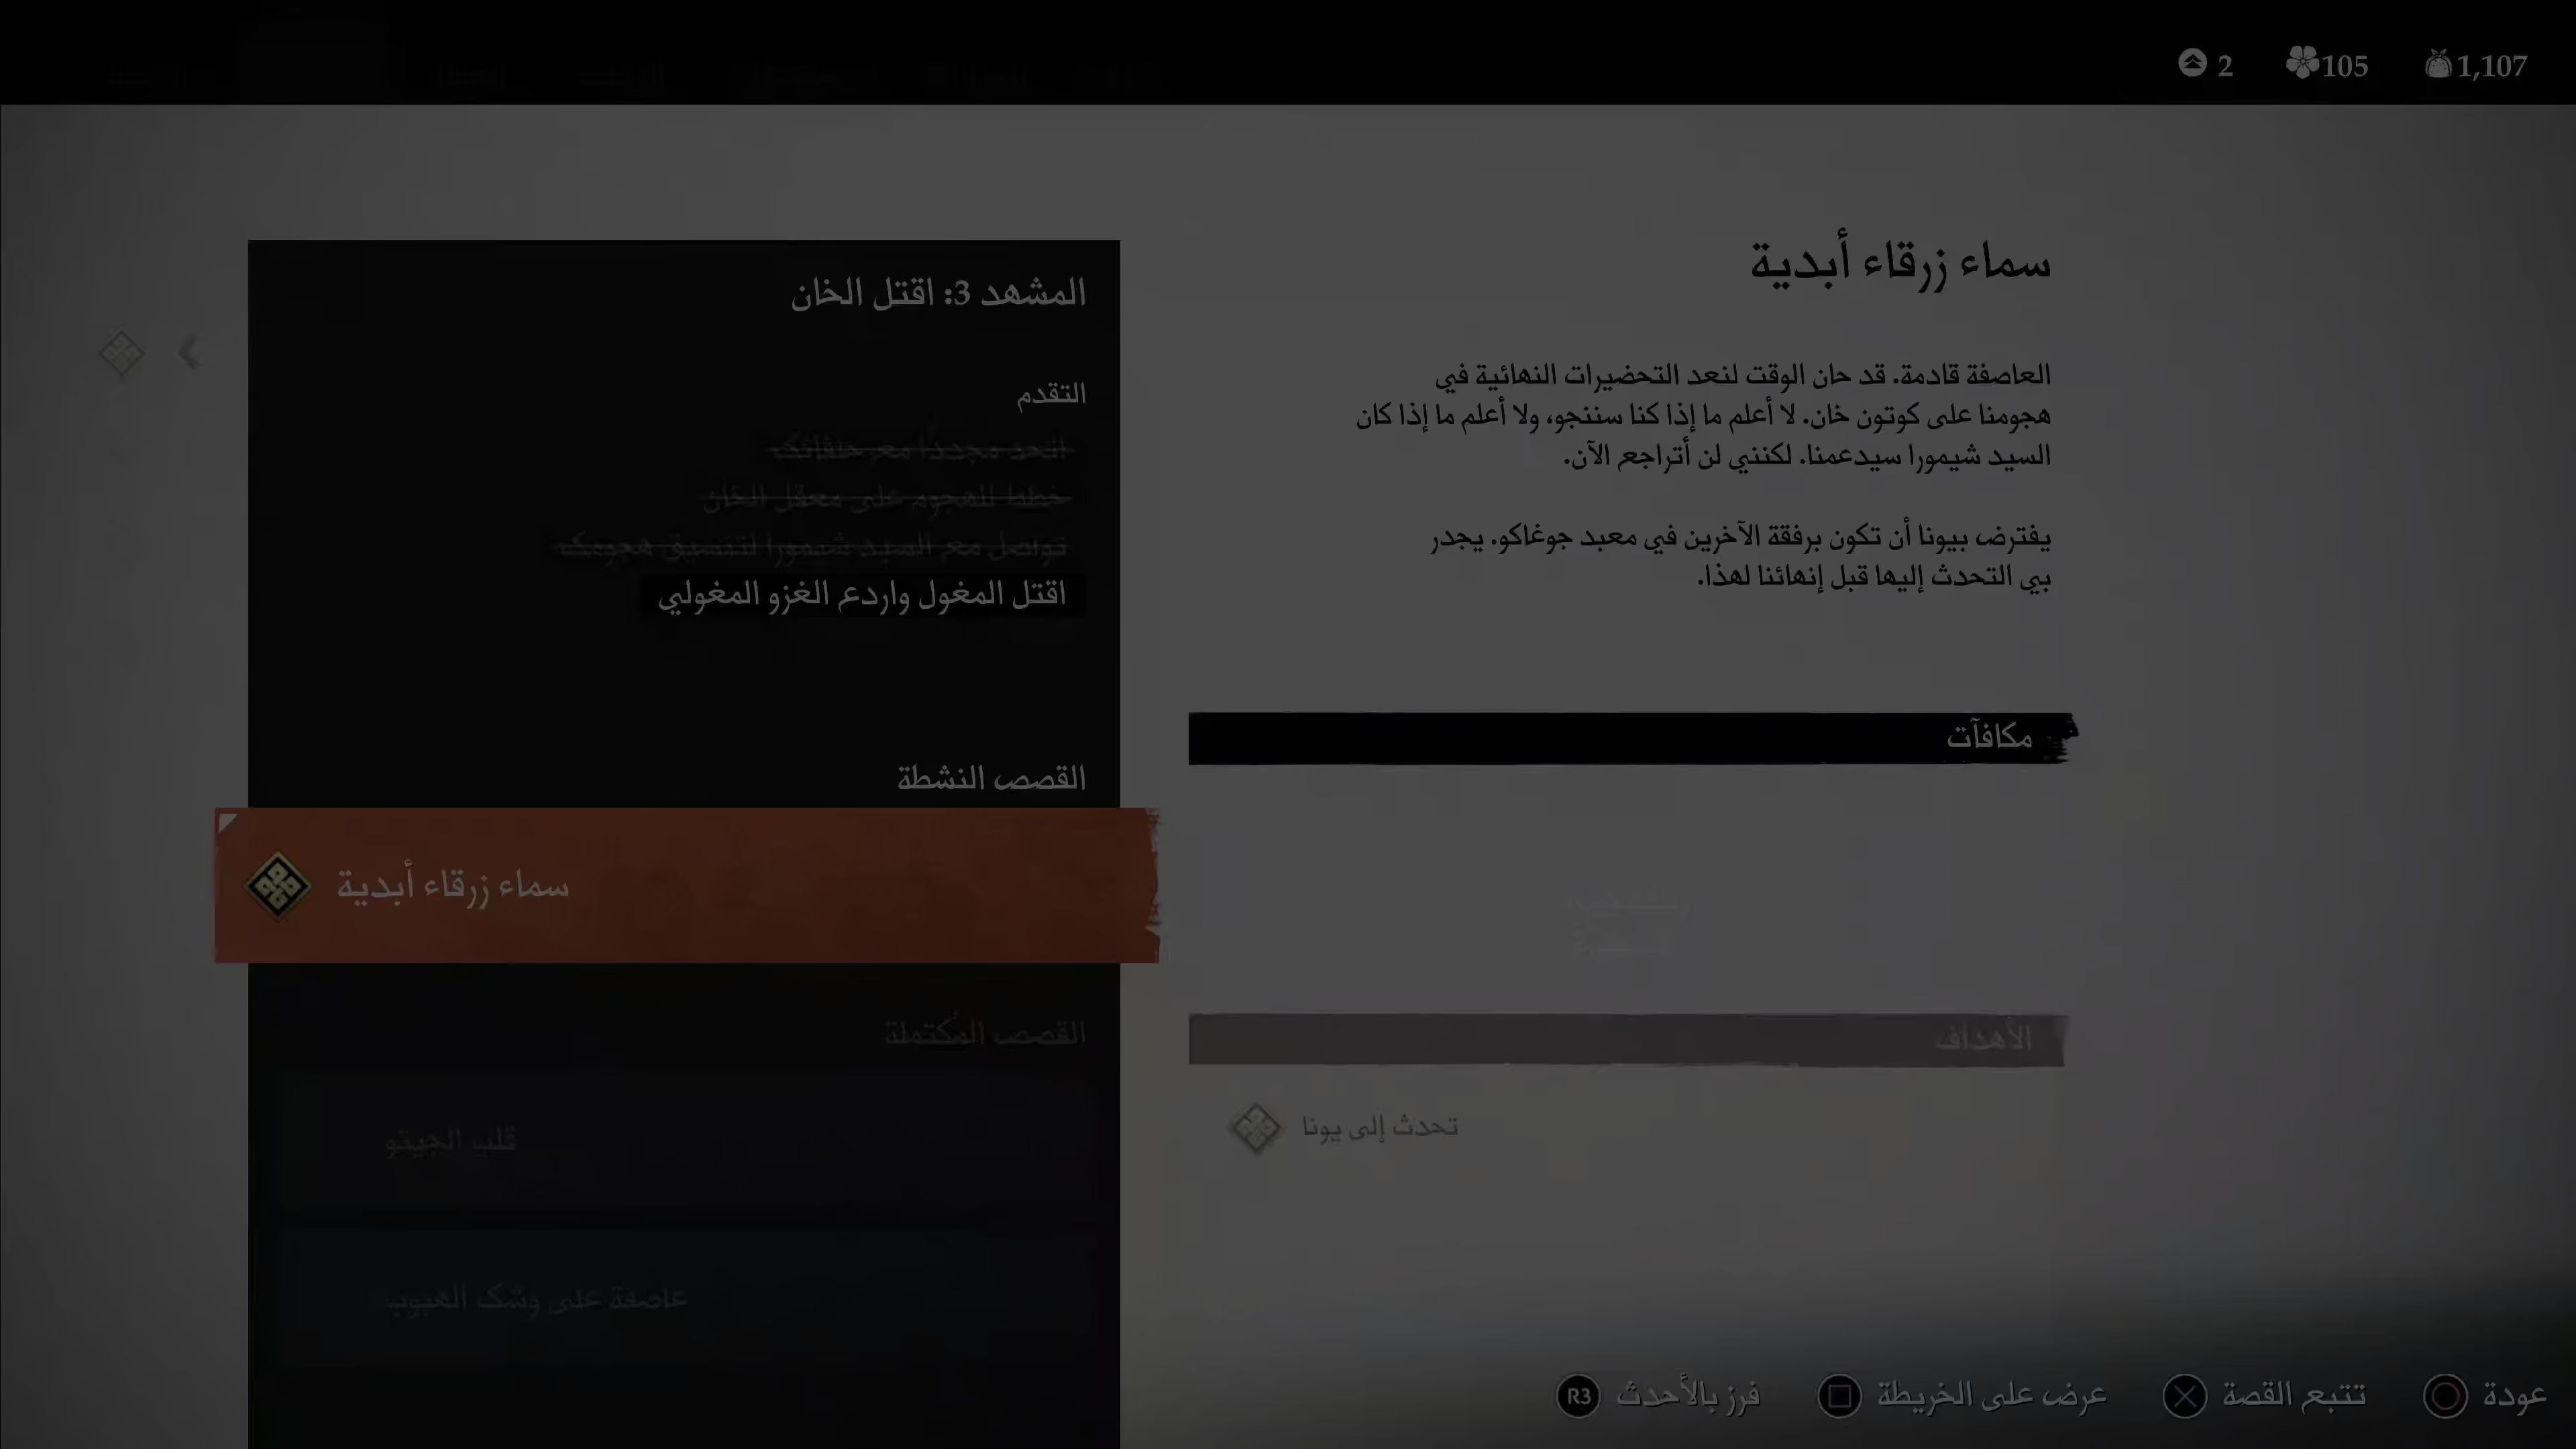 2
105
1,107
سماء زرقاء أبدية
العاصفة قادمة. قد حان الوقت لنعد التحضيرات النهائية في
هجومنا على كوتون خان. لا أعلم ما إذا كنا سننجو، ولا أعلم ما إذا كان
السيد شيمورا سيدعمنا. لكنني لن أتراجع الآن.
يفترض بيونا أن تكون برفقة الآخرين في معبد جوغاكو. يجدر
بي التحدث إليها قبل إنهائنا لهذا.
مكافآت
الأهداف
تحدث إلى يونا
المشهد 3: اقتل الخان
التقدم
اتحد مجددًا مع حلفائك
خطط للهجوم على معقل الخان
تواصل مع السيد شيمورا لتنسيق هجومك
اقتل المغول واردع الغزو المغولي
القصص النشطة
سماء زرقاء أبدية
القصص المُكتملة
قلب الجيتو
عاصفة على وشك الهبوب
عودة
تتبع القصة
عرض على الخريطة
فرز بالأحدث R3